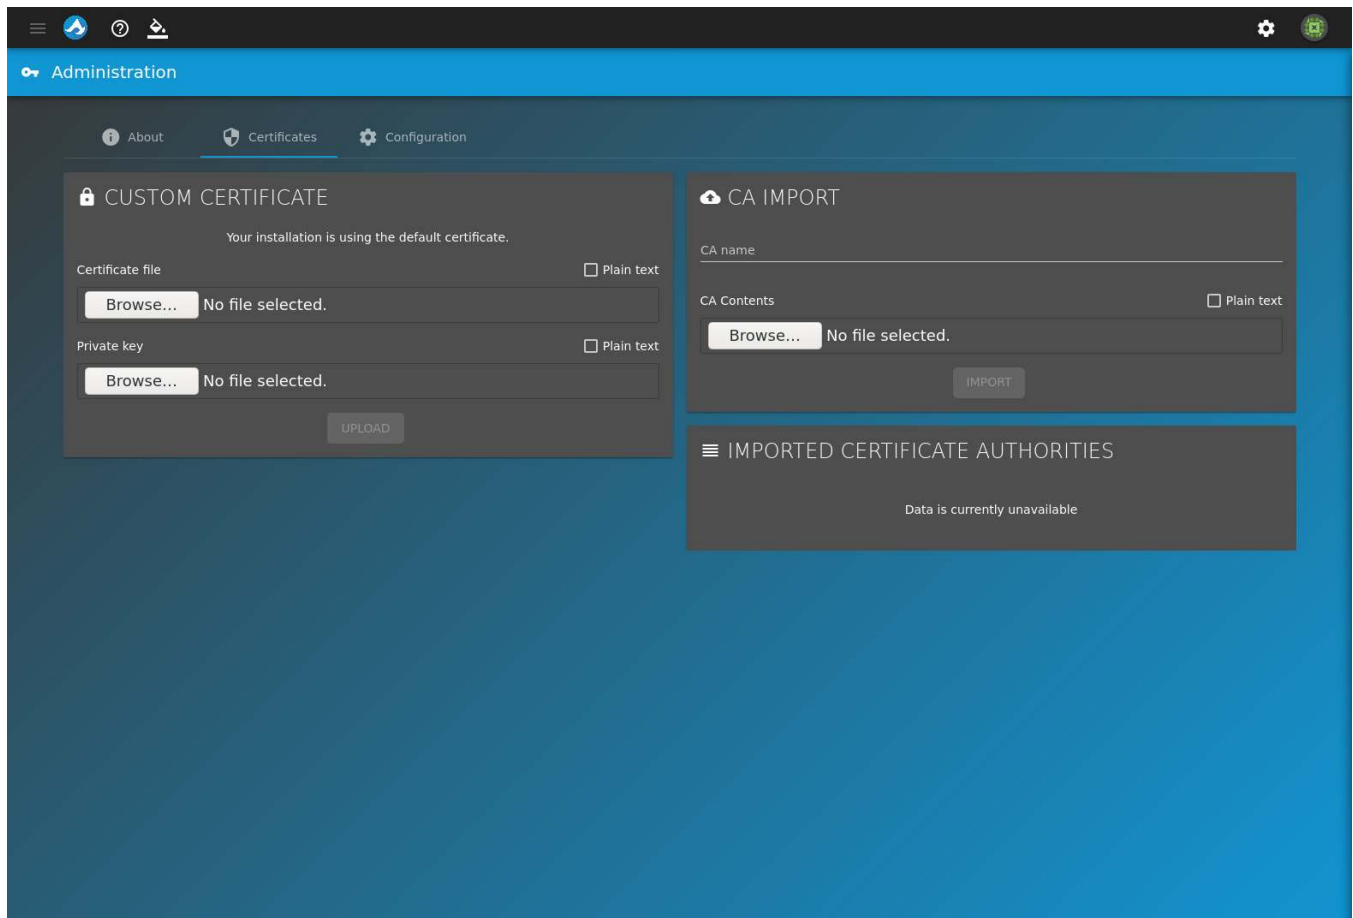 Administration
About
Certificates
Configuration
CUSTOM CERTIFICATE
Your installation is using the default certificate.
Certificate file
Plain text
Browse...
No file selected.
Private key
Plain text
Browse...
No file selected.
UPLOAD
CA IMPORT
CA name
CA Contents
Plain text
Browse...
No file selected.
IMPORT
IMPORTED CERTIFICATE AUTHORITIES
Data is currently unavailable